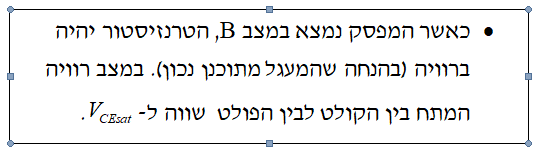 • כאשר המפסק נמצא במצב B, הטרנזיסטור יהיה
ברוויה (בהנחה שהמעגל מתוכנן נכון). במצב רוויה
המתח בין הקולט לבין הפולט שווה ל- V_CEsat.